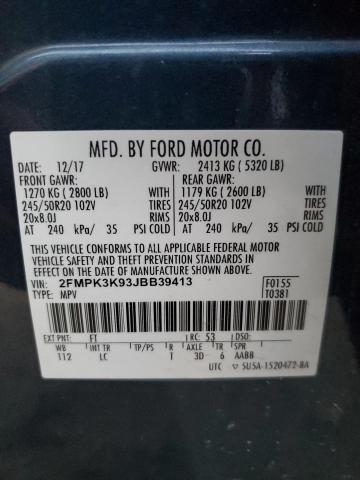 MFD. BY FORD MOTOR CO.
DATE: 12/17 GVWR: 2413 KG ( 5320 LB)
FRONT GAWR: REAR GAWR:
1270 KG ( 2800 LB) 1179 KG ( 2600 LB) WITH
245/50R20 102V TIRES 245/50R20 102V TIRES
20x8.0J RIMS 20x8.0J RIMS
AT 240 kPa/ 35 PSI COLD AT 240 kPa/ 35 PSI COLD
THIS VEHICLE CONFORMS TO ALL APPLICABLE FEDERAL MOTOR
VEHICLE SAFETY AND THEFT PREVENTION STANDARDS IN EFFECT
ON THE DATE OF MANUFACTURE SHOWN ABOVE.
VIN: 2FMPK3K93JBB39413 F0155
TYPE: MPV T0381
EXT PNT: FT RC: 53 DSO:
WB INT TR TP/PS R AXLE TR SPR
112 LC T 3D 6 AABB
UTC 5U5A-1520472-BA